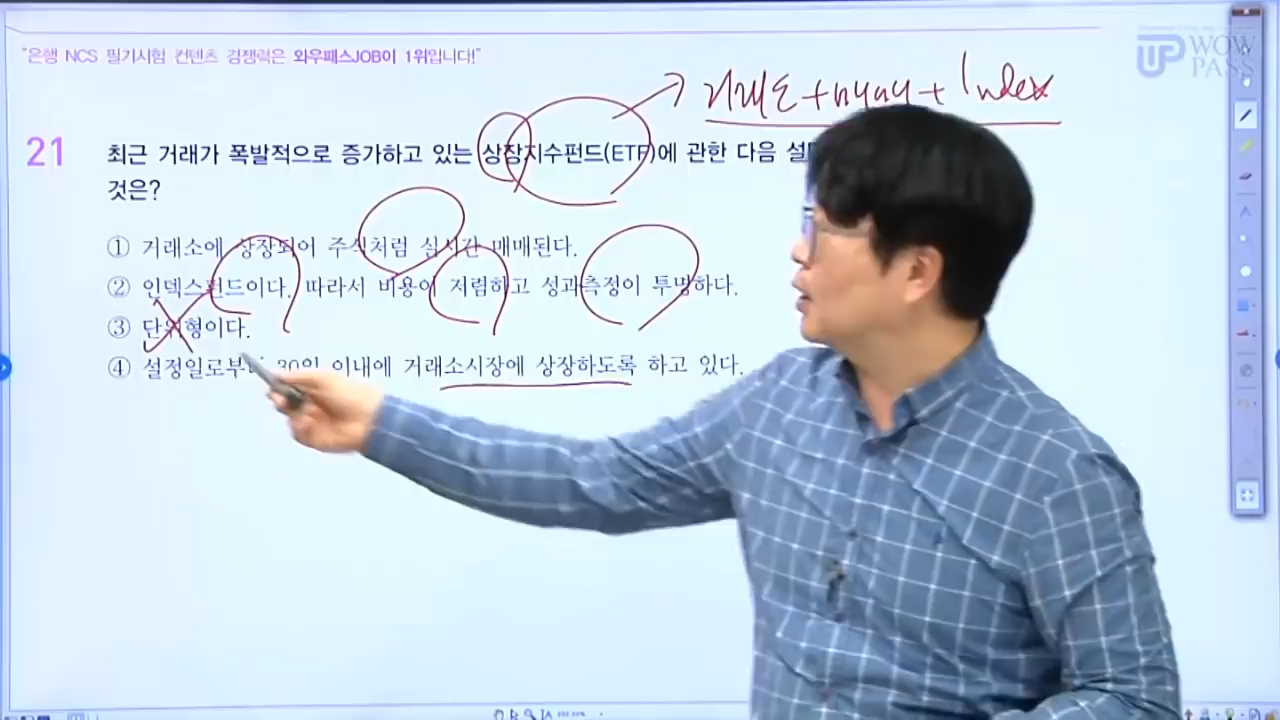 "은행 NCS 필기시험 컨텐츠 경쟁력은 와우패스JOB이 1위입니다!"
UP WOW PASS
거래소 + + Index
21 최근 거래가 폭발적으로 증가하고 있는 상장지수펀드(ETF)에 관한 다음
것은?
① 거래소에 상장되어 주식처럼 실시간 매매된다.
② 인덱스펀드이다. 따라서 비용이 저렴하고 성과측정이 투명하다.
③ 단위형이다.
④ 설정일로부터 30일 이내에 거래소시장에 상장하도록 하고 있다.